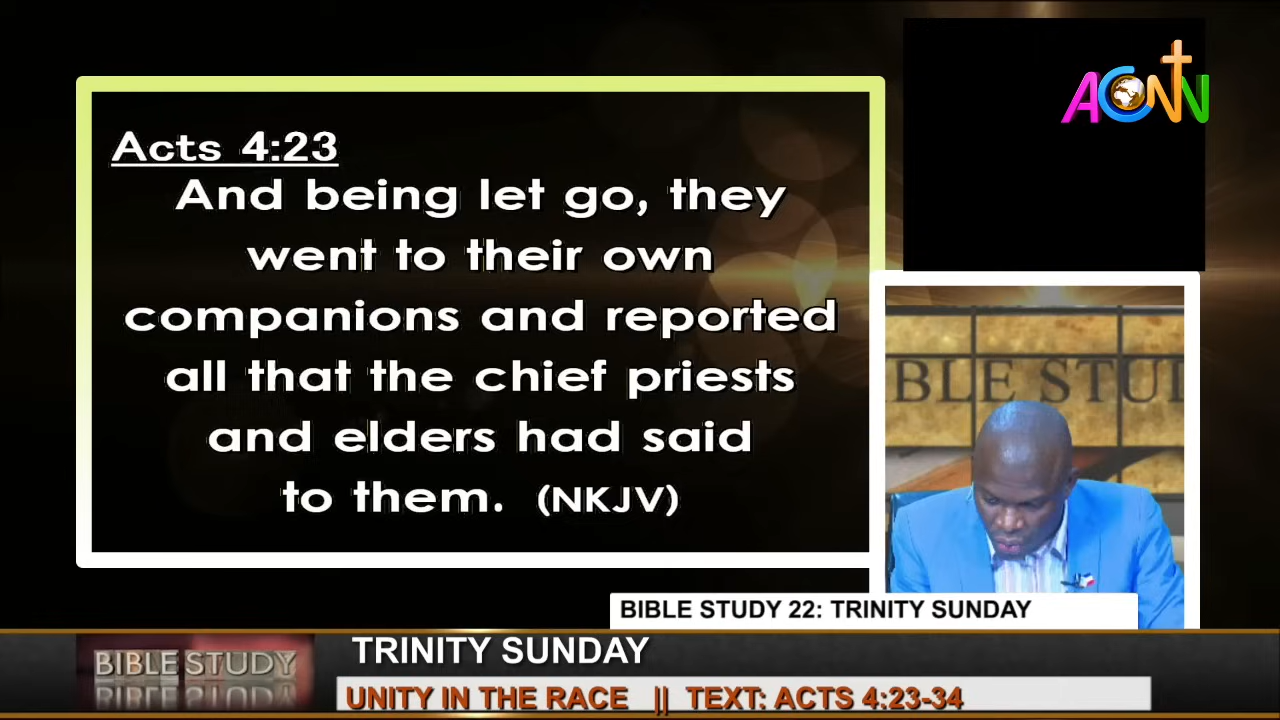 ACNN
Acts 4:23
And being let go, they
went to their own
companions and reported
all that the chief priests
and elders had said
to them. (NKJV)
BLE STU
BIBLE STUDY 22: TRINITY SUNDAY
BIBLE STUDY
TRINITY SUNDAY
UNITY IN THE RACE || TEXT: ACTS 4:23-34